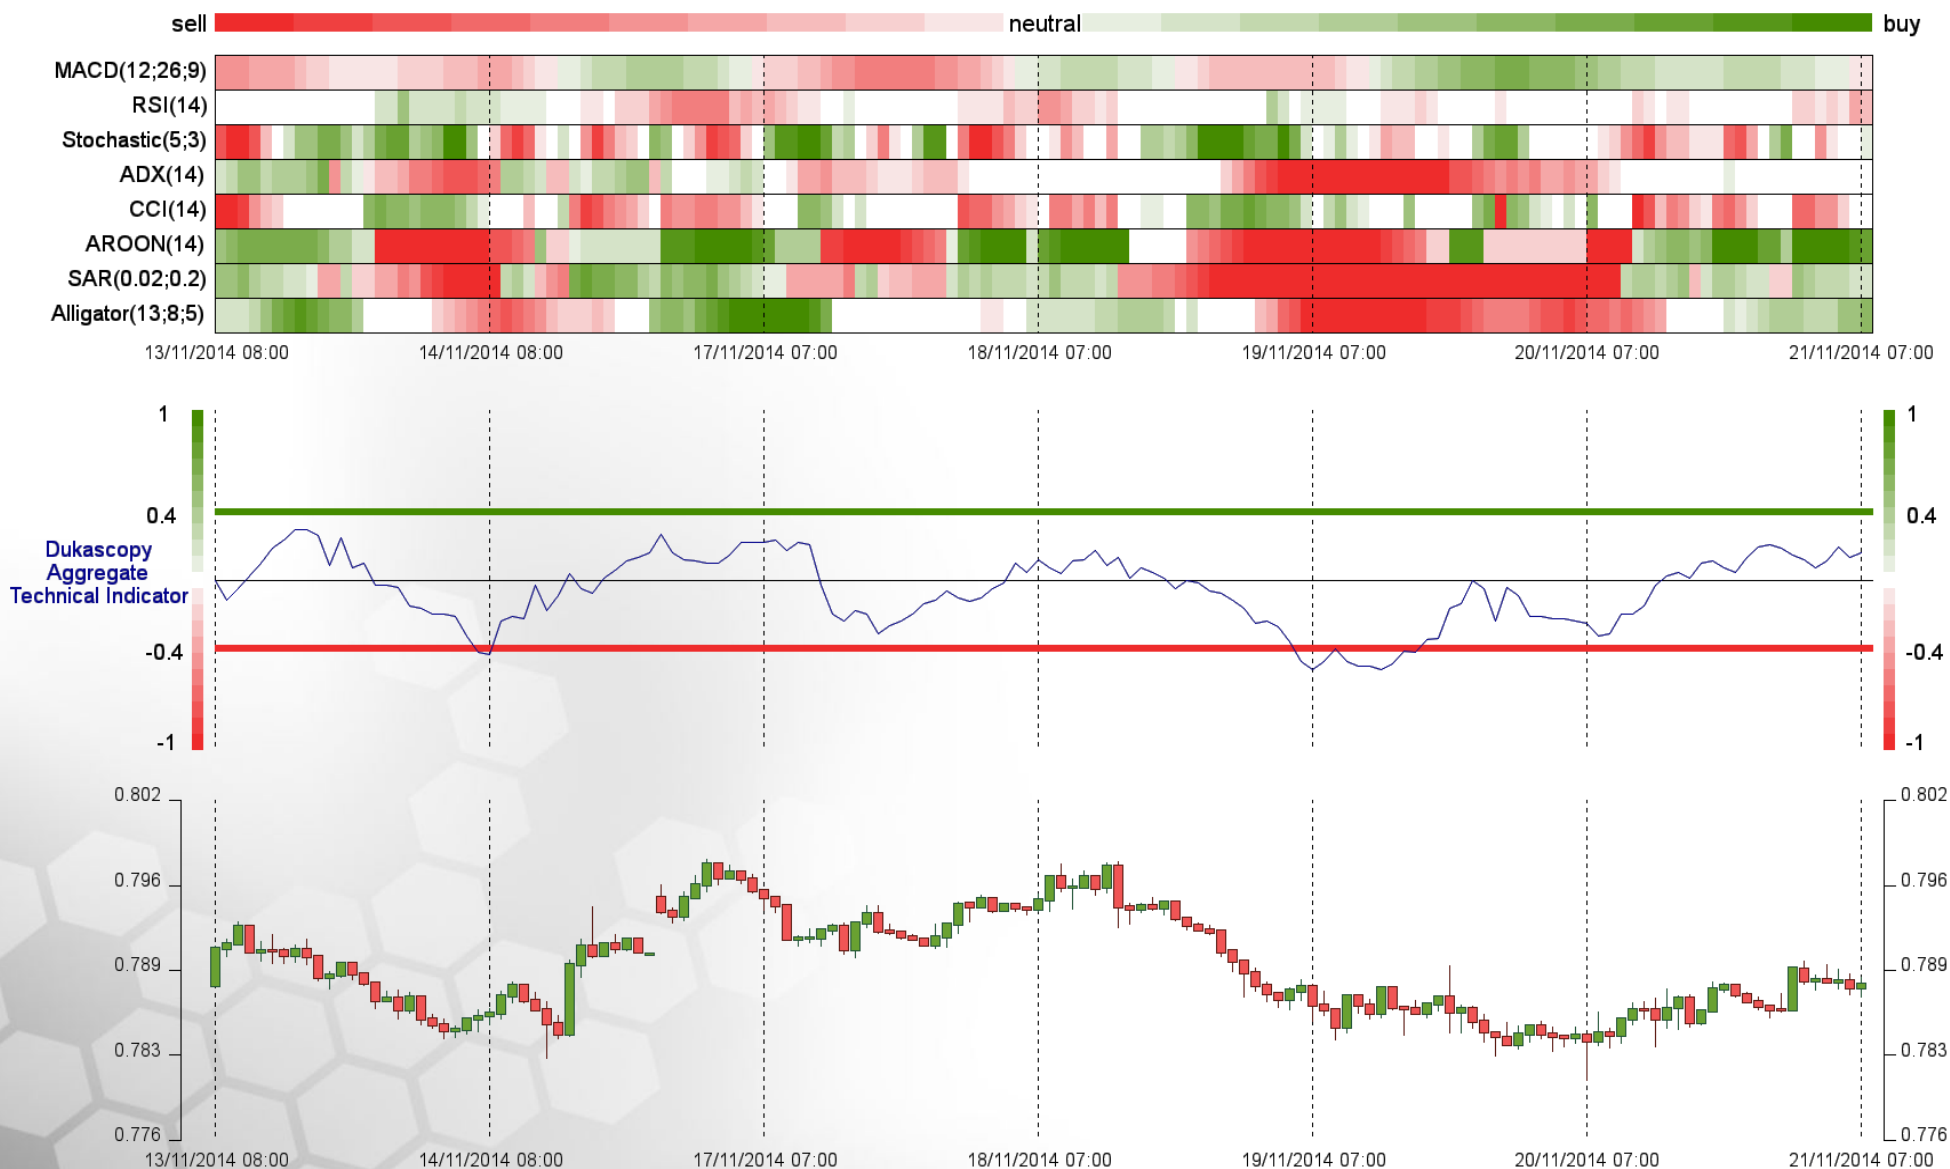 sell neutral buy
MACD(12;26;9)
RSI(14)
Stochastic(5;3)
ADX(14)
CCI(14)
AROON(14)
SAR(0.02;0.2)
Alligator(13;8;5)
13/11/2014 08:00 14/11/2014 08:00 17/11/2014 07:00 18/11/2014 07:00 19/11/2014 07:00 20/11/2014 07:00 21/11/2014 07:00
1 1
0.4 0.4
Dukascopy
Aggregate
Technical Indicator
-0.4 -0.4
-1 -1
0.802 0.802
0.796 0.796
0.789 0.789
0.783 0.783
0.776 0.776
13/11/2014 08:00 14/11/2014 08:00 17/11/2014 07:00 18/11/2014 07:00 19/11/2014 07:00 20/11/2014 07:00 21/11/2014 07:00